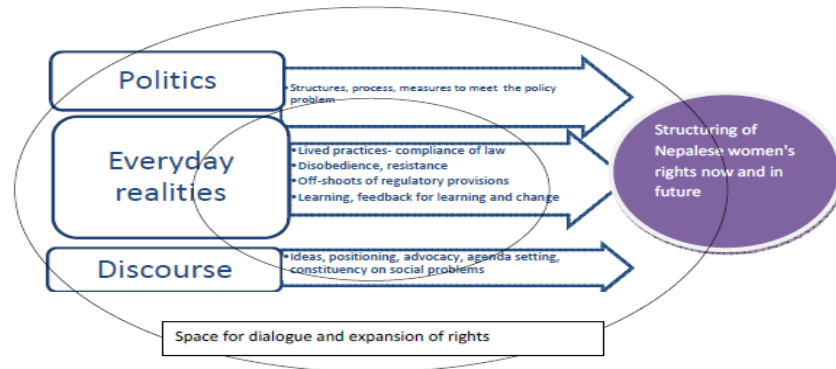 Politics
•Structures, process, measures to meet the policy
problem
Everyday
realities
•Lived practices- compliance of law
•Disobedience, resistance
•Off-shoots of regulatory provisions
•Learning, feedback for learning and change
Discourse
•Ideas, positioning, advocacy, agenda setting,
constituency on social problems
Structuring of
Nepalese women's
rights now and in
future
Space for dialogue and expansion of rights